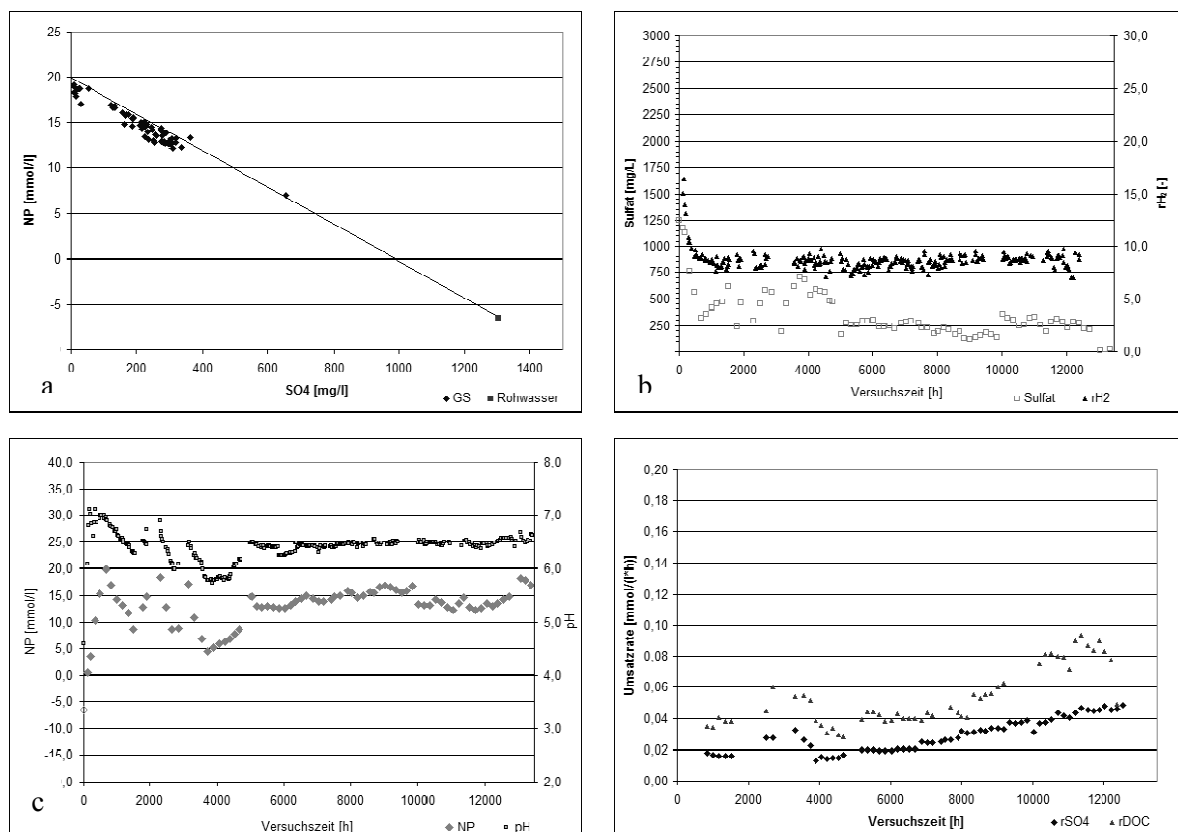 25
20
15
10
5
0
-5
0 200 400 600 800 1000 1200 1400
NP [mmol/l]
SO4 [mg/l]
a
GS Rohwasser
3000
2750
2500
2250
2000
1750
1500
1250
1000
750
500
250
30,0
25,0
20,0
15,0
10,0
5,0
0,0
0 2000 4000 6000 8000 10000 12000
Sulfat [mg/L]
rH₂ [-]
Versuchszeit [h]
b
Sulfat rH2
40,0
35,0
30,0
25,0
20,0
15,0
10,0
5,0
0,0
-5,0
-10,0
-15,0
8,0
7,0
6,0
5,0
4,0
3,0
2,0
0 2000 4000 6000 8000 10000 12000
NP [mmol/l]
pH
Versuchszeit [h]
c
NP pH
0,20
0,18
0,16
0,14
0,12
0,10
0,08
0,06
0,04
0,02
0,00
0 2000 4000 6000 8000 10000 12000
Umsatzrate [mmol/(l*h)]
Versuchszeit [h]
rSO4 rDOC